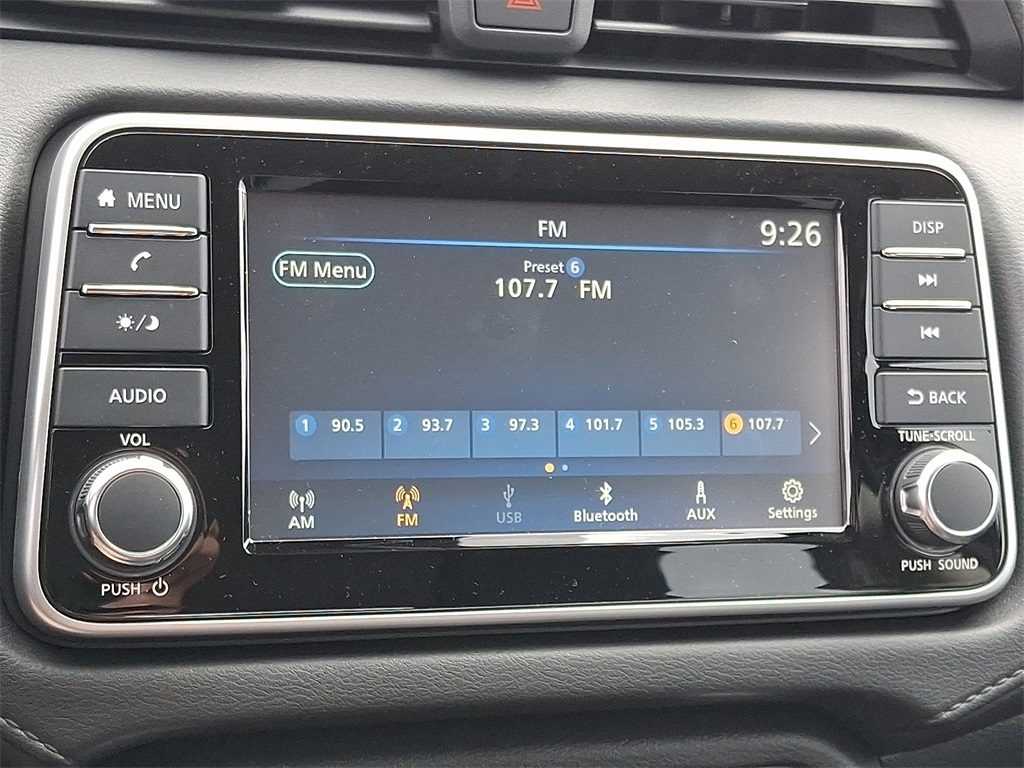 MENU
AUDIO
VOL
PUSH
FM
9:26
FM Menu
Preset 6
107.7 FM
1 90.5
2 93.7
3 97.3
4 101.7
5 105.3
6 107.7
AM
FM
USB
Bluetooth
AUX
Settings
DISP
BACK
TUNE•SCROLL
PUSH SOUND